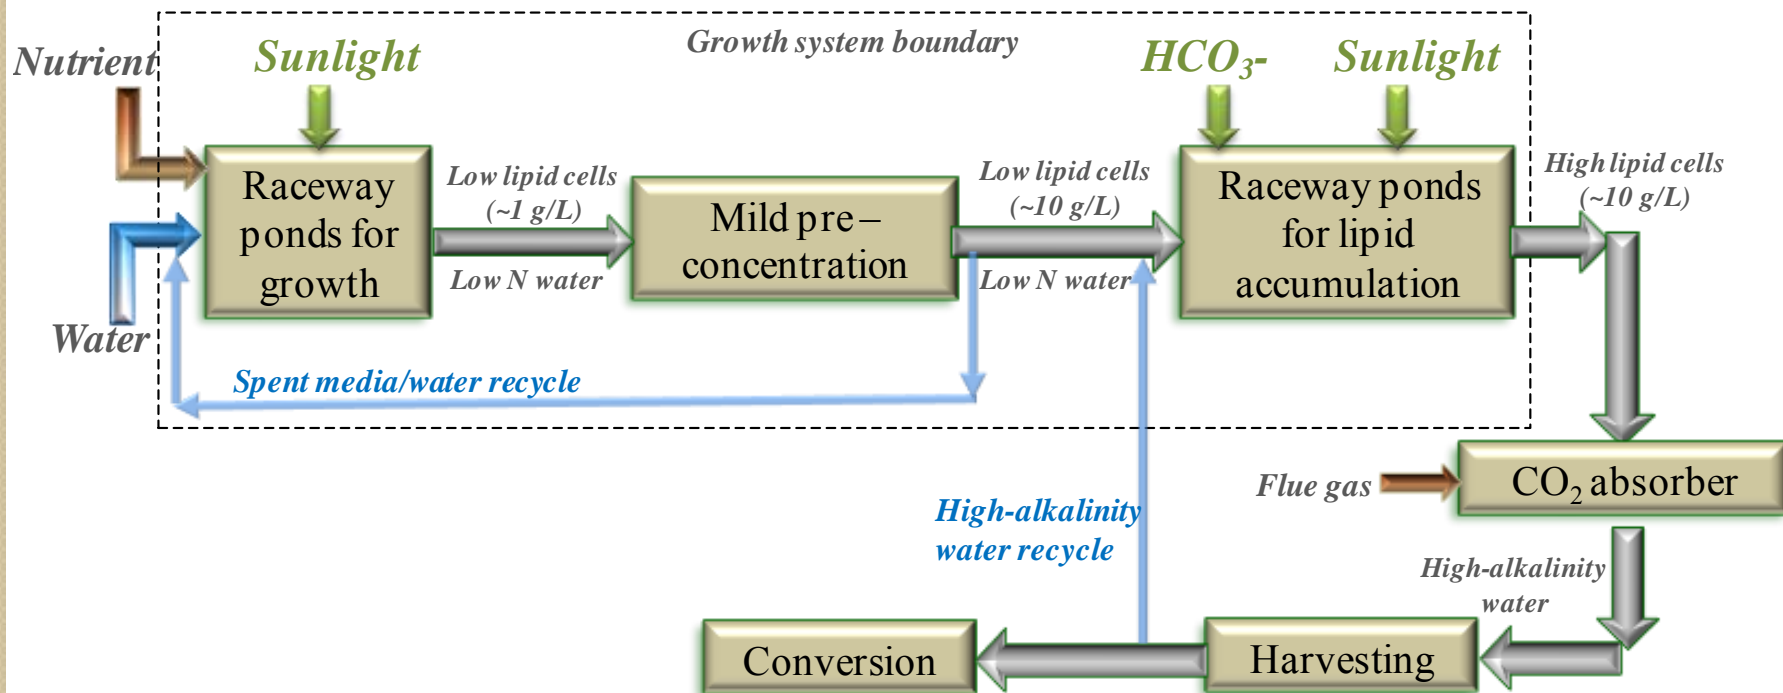 Growth system boundary
Nutrient
Sunlight
HCO₃-
Sunlight
Raceway
ponds for
growth
Low lipid cells
(~1 g/L)
Low N water
Mild pre –
concentration
Low lipid cells
(~10 g/L)
Low N water
Raceway ponds
for lipid
accumulation
High lipid cells
(~10 g/L)
Water
Spent media/water recycle
Flue gas
CO₂ absorber
High-alkalinity
water recycle
High-alkalinity
water
Conversion
Harvesting